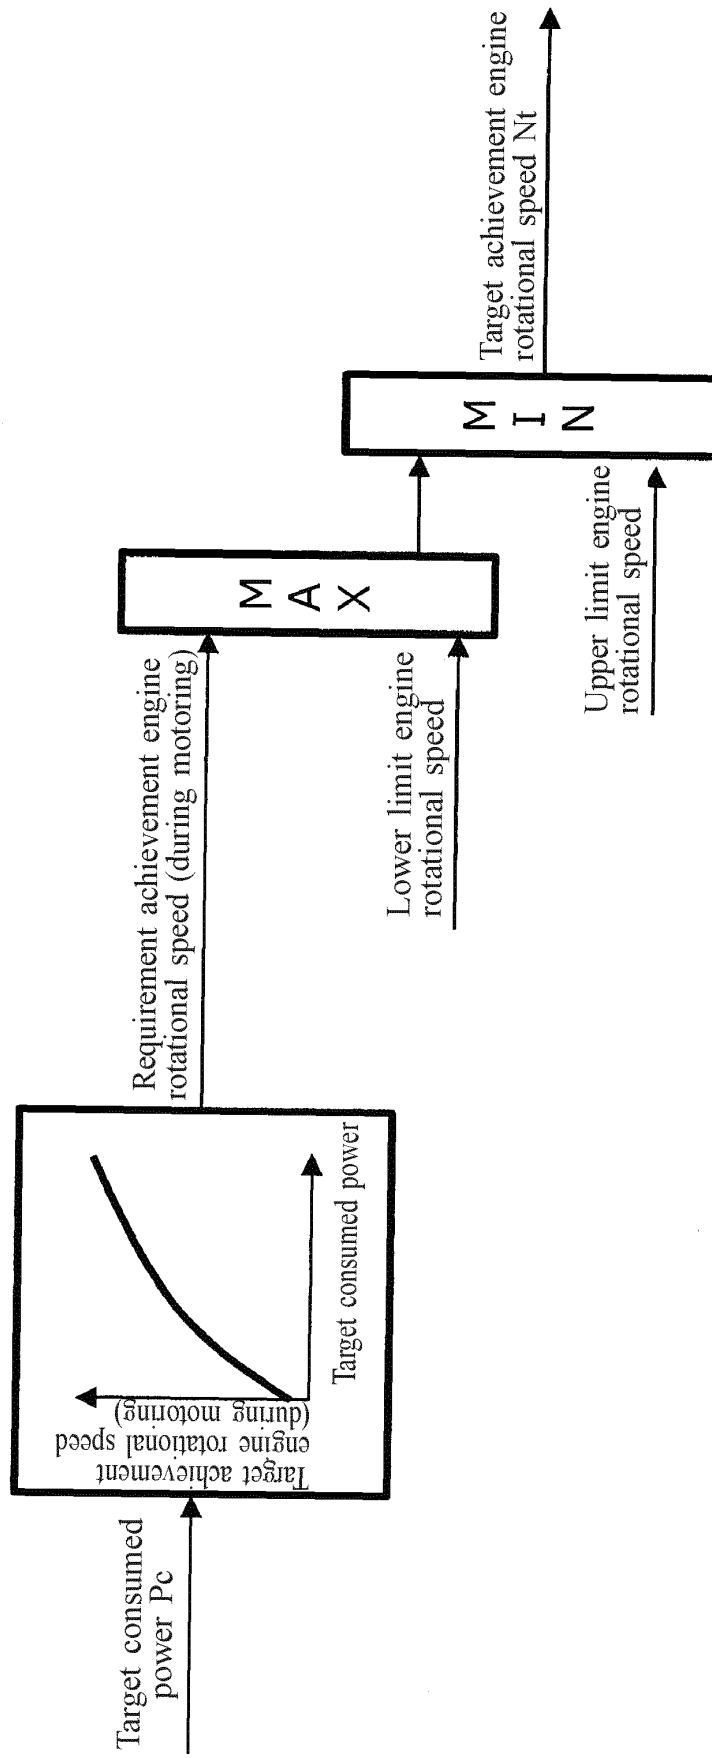 Target consumed
power Pc
Target achievement
engine rotational speed
(during motoring)
Target consumed power
Requirement achievement engine
rotational speed (during motoring)
Lower limit engine
rotational speed
M
A
X
Upper limit engine
rotational speed
M
I
N
Target achievement engine
rotational speed Nt